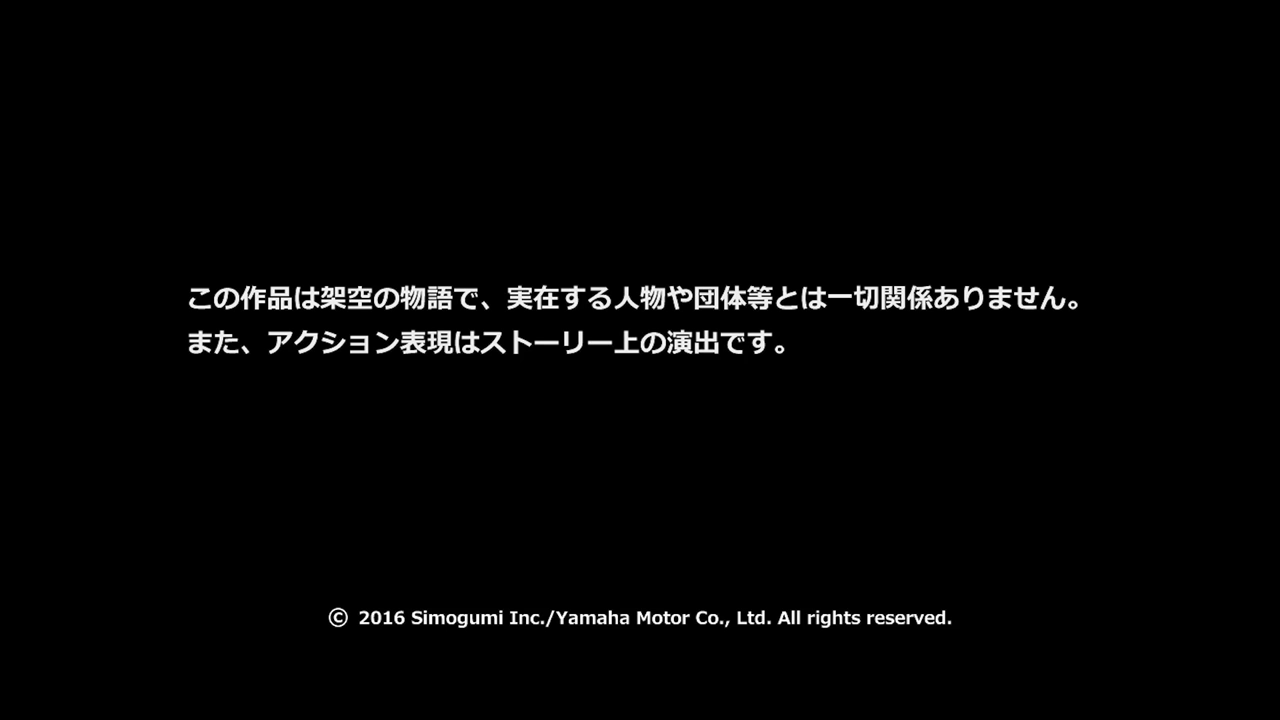 この作品は架空の物語で、実在する人物や団体等とは一切関係ありません。
また、アクション表現はストーリー上の演出です。
© 2016 Simogumi Inc./Yamaha Motor Co., Ltd. All rights reserved.